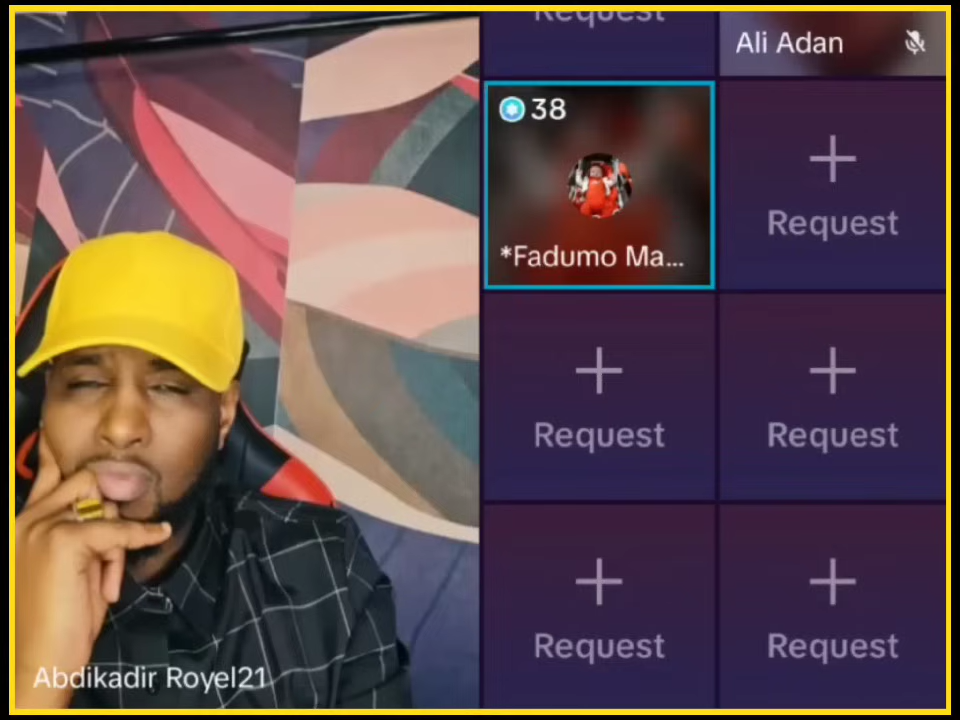 Request
Ali Adan
38
*Fadumo Ma...
Request
Request
Request
Request
Request
Abdikadir Royel21